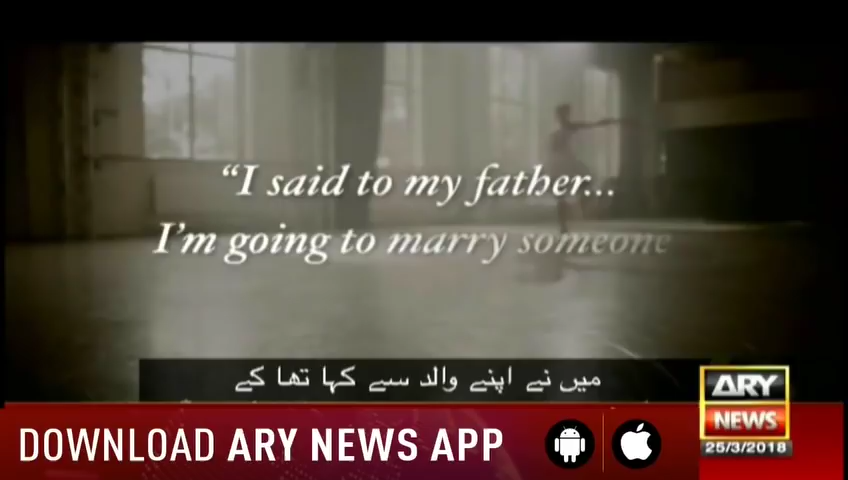 “I said to my father...
I’m going to marry someone
میں نے اپنے والد سے کہا تھا کے
DOWNLOAD ARY NEWS APP
ARY
NEWS
25/3/2018